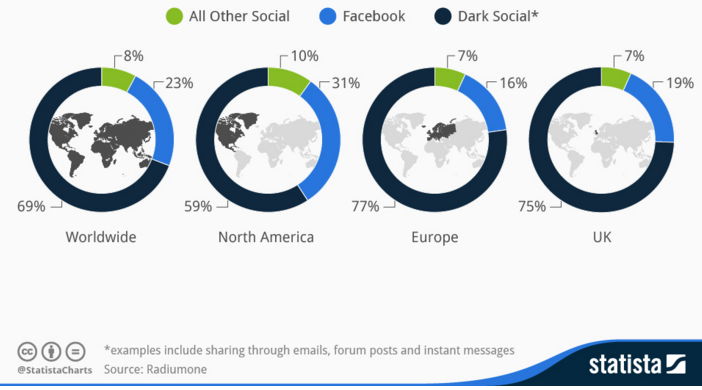 All Other Social Facebook Dark Social*
8% 10% 7% 7%
23% 31% 16% 19%
69% 59% 77% 75%
Worldwide North America Europe UK
*examples include sharing through emails, forum posts and instant messages
@StatistaCharts Source: Radiumone
cc
statista